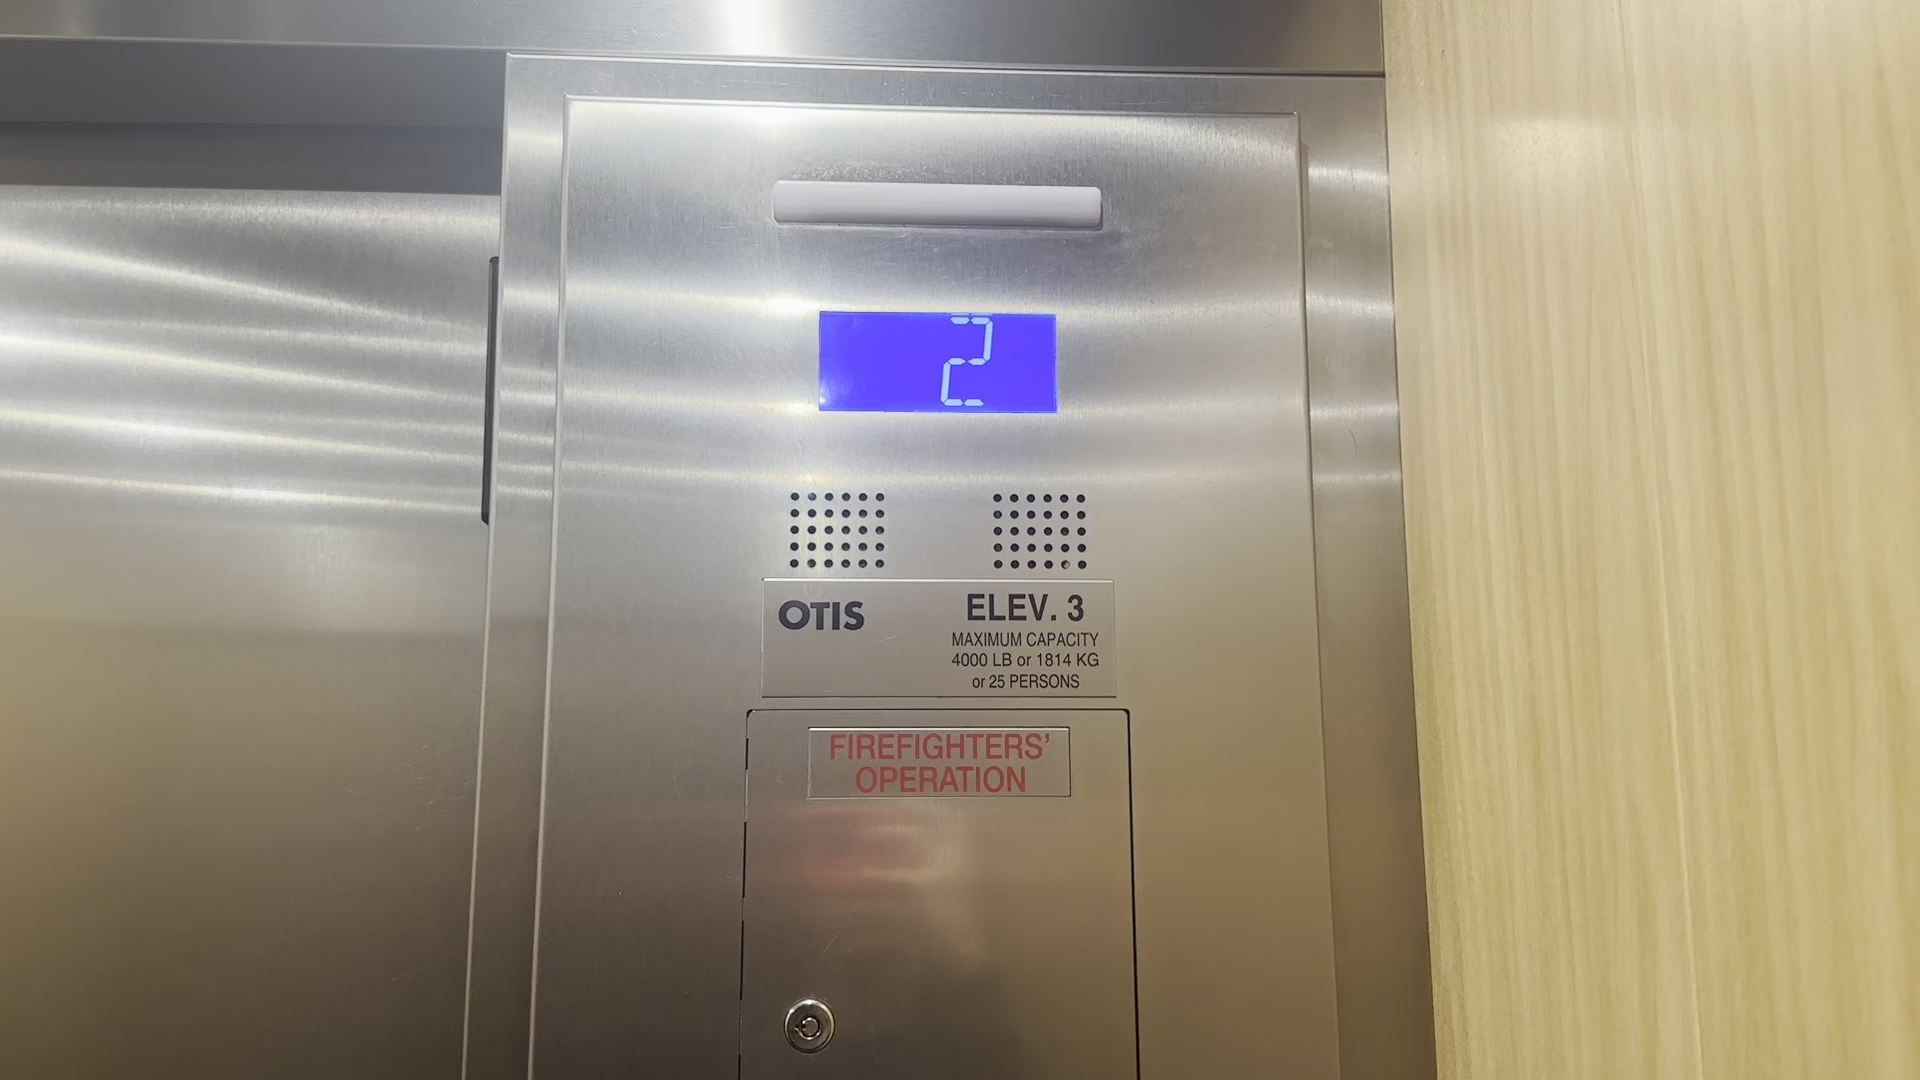 2
OTIS
ELEV. 3
MAXIMUM CAPACITY
4000 LB or 1814 KG
or 25 PERSONS
FIREFIGHTERS'
OPERATION